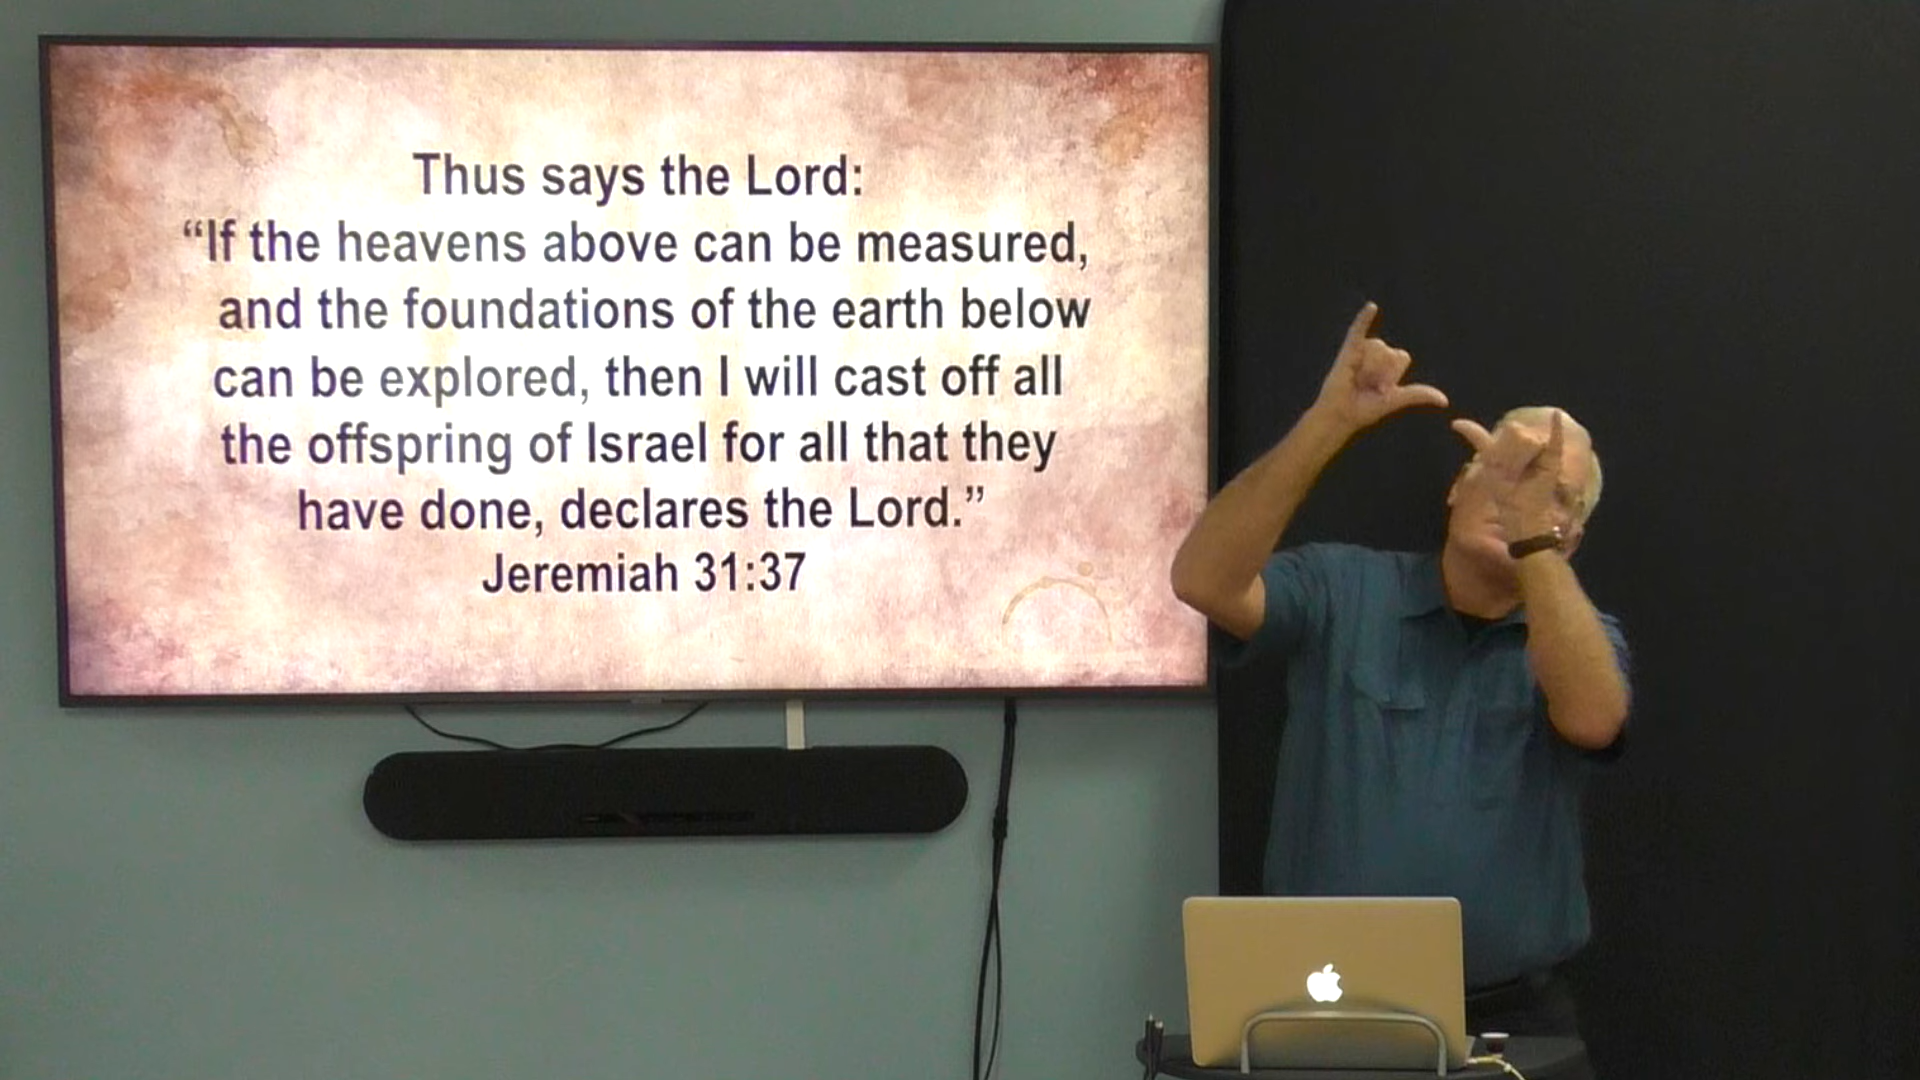 Thus says the Lord:
“If the heavens above can be measured,
and the foundations of the earth below
can be explored, then I will cast off all
the offspring of Israel for all that they
have done, declares the Lord.”
Jeremiah 31:37